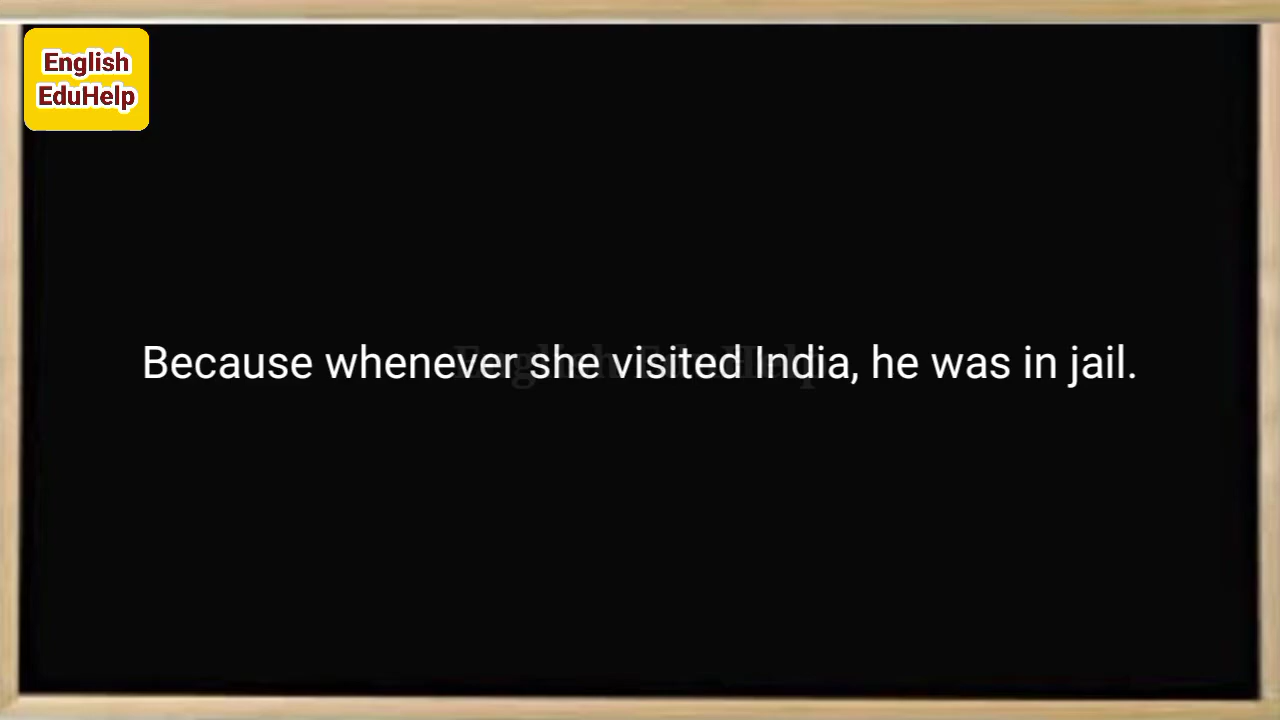 English
EduHelp
Because whenever she visited India, he was in jail.